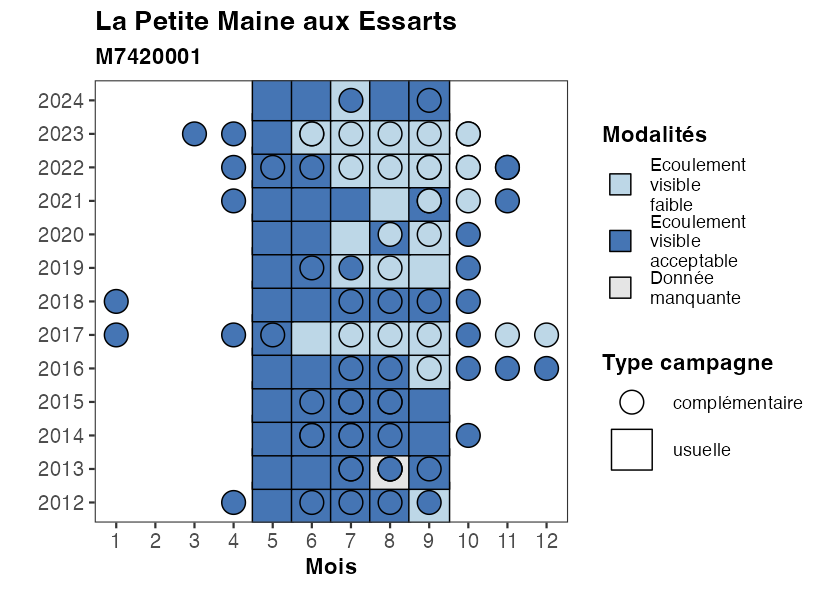 La Petite Maine aux Essarts
M7420001
2024
2023
2022
2021
2020
2019
2018
2017
2016
2015
2014
2013
2012
1 2 3 4 5 6 7 8 9 10 11 12
Mois
Modalités
Ecoulement
visible
faible
Ecoulement
visible
acceptable
Donnée
manquante
Type campagne
complémentaire
usuelle